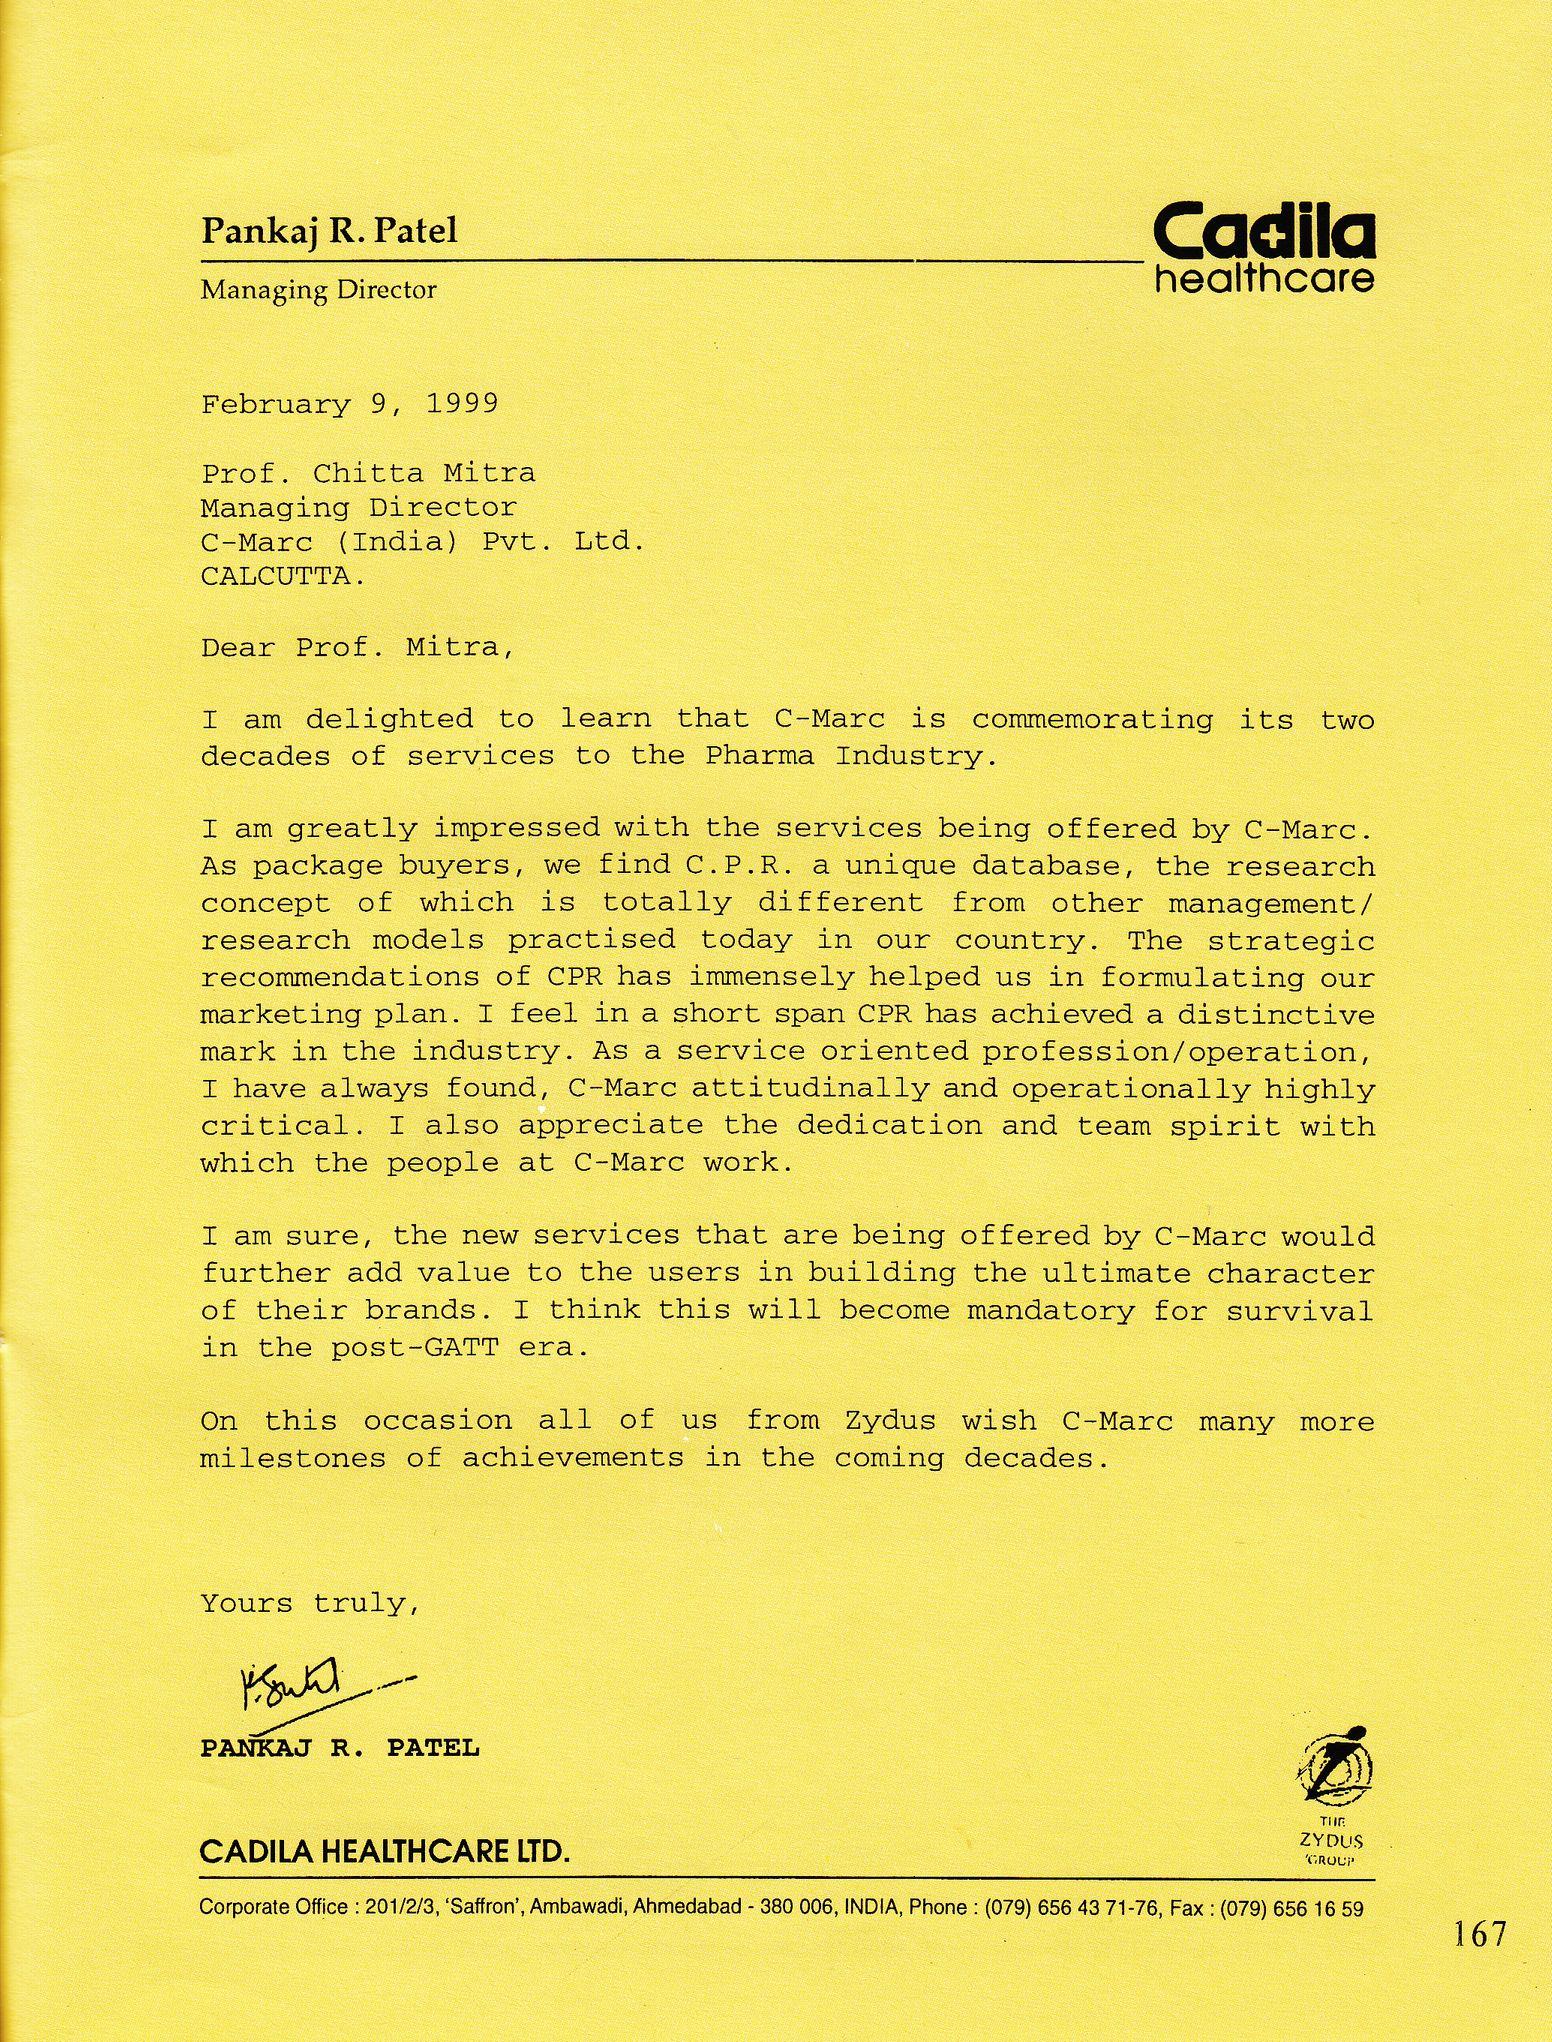 Pankaj R. Patel
Managing Director
Cadila
healthcare
February 9, 1999
Prof. Chitta Mitra
Managing Director
C-Marc (India) Pvt. Ltd.
CALCUTTA.
Dear Prof. Mitra,
I am delighted to learn that C-Marc is commemorating its two
decades of services to the Pharma Industry.
I am greatly impressed with the services being offered by C-Marc.
As package buyers, we find C.P.R. a unique database, the research
concept of which is totally different from other management/
research models practised today in our country. The strategic
recommendations of CPR has immensely helped us in formulating our
marketing plan. I feel in a short span CPR has achieved a distinctive
mark in the industry. As a service oriented profession/operation,
I have always found, C-Marc attitudinally and operationally highly
critical. I also appreciate the dedication and team spirit with
which the people at C-Marc work.
I am sure, the new services that are being offered by C-Marc would
further add value to the users in building the ultimate character
of their brands. I think this will become mandatory for survival
in the post-GATT era.
On this occasion all of us from Zydus wish C-Marc many more
milestones of achievements in the coming decades.
Yours truly,
PANKAJ R. PATEL
THE
ZYDUS
GROUP
CADILA HEALTHCARE LTD.
Corporate Office : 201/2/3, ‘Saffron’, Ambawadi, Ahmedabad - 380 006, INDIA, Phone : (079) 656 43 71-76, Fax : (079) 656 16 59
167